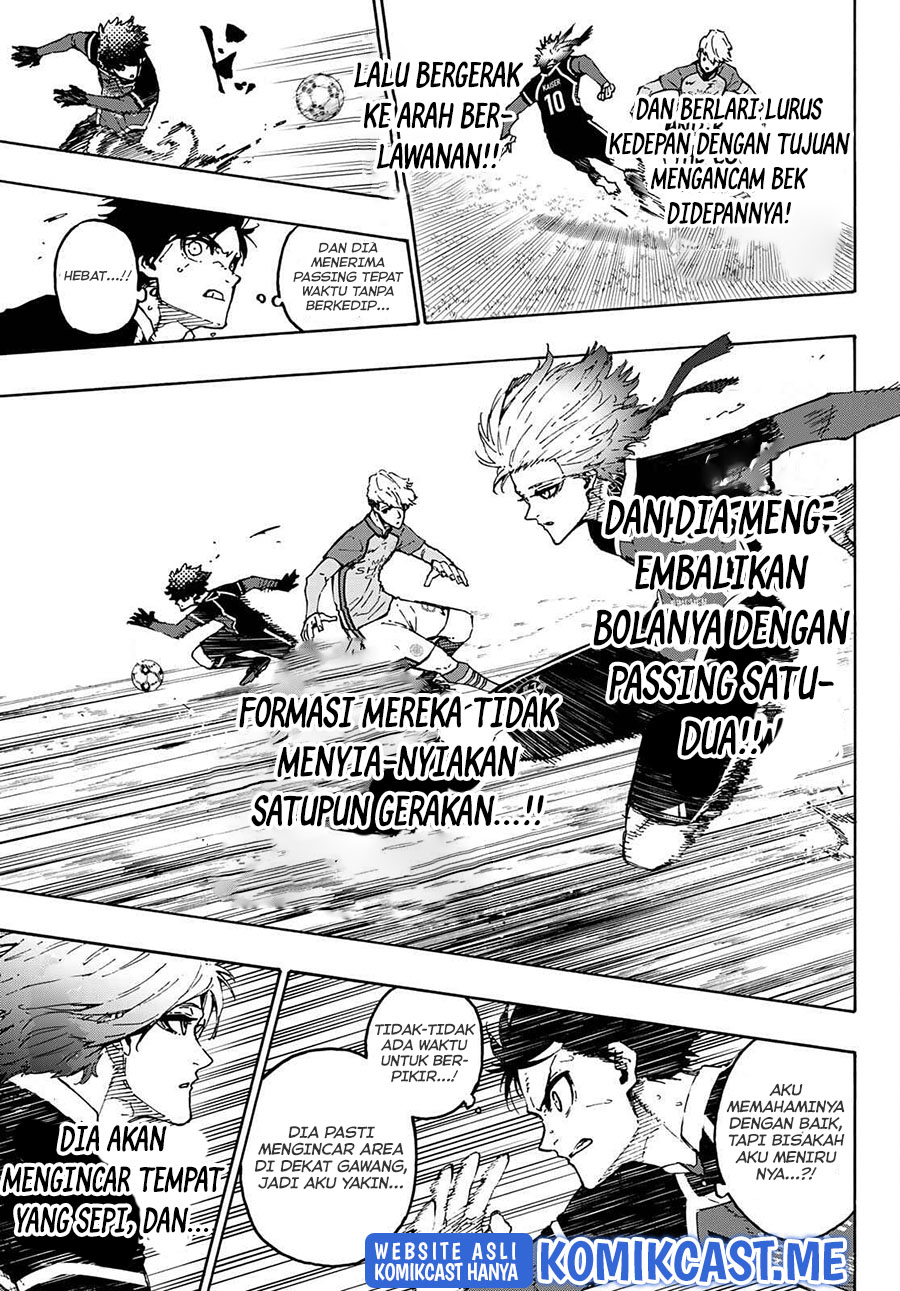 DAN BERLARI LURUS
KEDEPAN DENGAN TUJUAN
MENGANCAM BEK
DIDEPANNYA!
KAISER
10
LALU BERGERAK
KE ARAH BER-
LAWANAN!!
DAN DIA
MENERIMA
PASSING TEPAT
WAKTU TANPA
BERKEDIP...
HEBAT...!!
DAN DIA MENG-
EMBALIKAN
BOLANYA DENGAN
PASSING SATU-
DUA!!
FORMASI MEREKA TIDAK
MENYIA-NYIAKAN
SATUPUN GERAKAN...!!
AKU
MEMAHAMINYA
DENGAN BAIK,
TAPI BISAKAH
AKU MENIRU
NYA...?!
TIDAK-TIDAK
ADA WAKTU
UNTUK BER-
PIKIR...!
DIA PASTI
MENGINCAR AREA
DI DEKAT GAWANG,
JADI AKU YAKIN...
DIA AKAN
MENGINCAR TEMPAT
YANG SEPI, DAN...
WEBSITE ASLI
KOMIKCAST HANYA
KOMIKCAST.ME